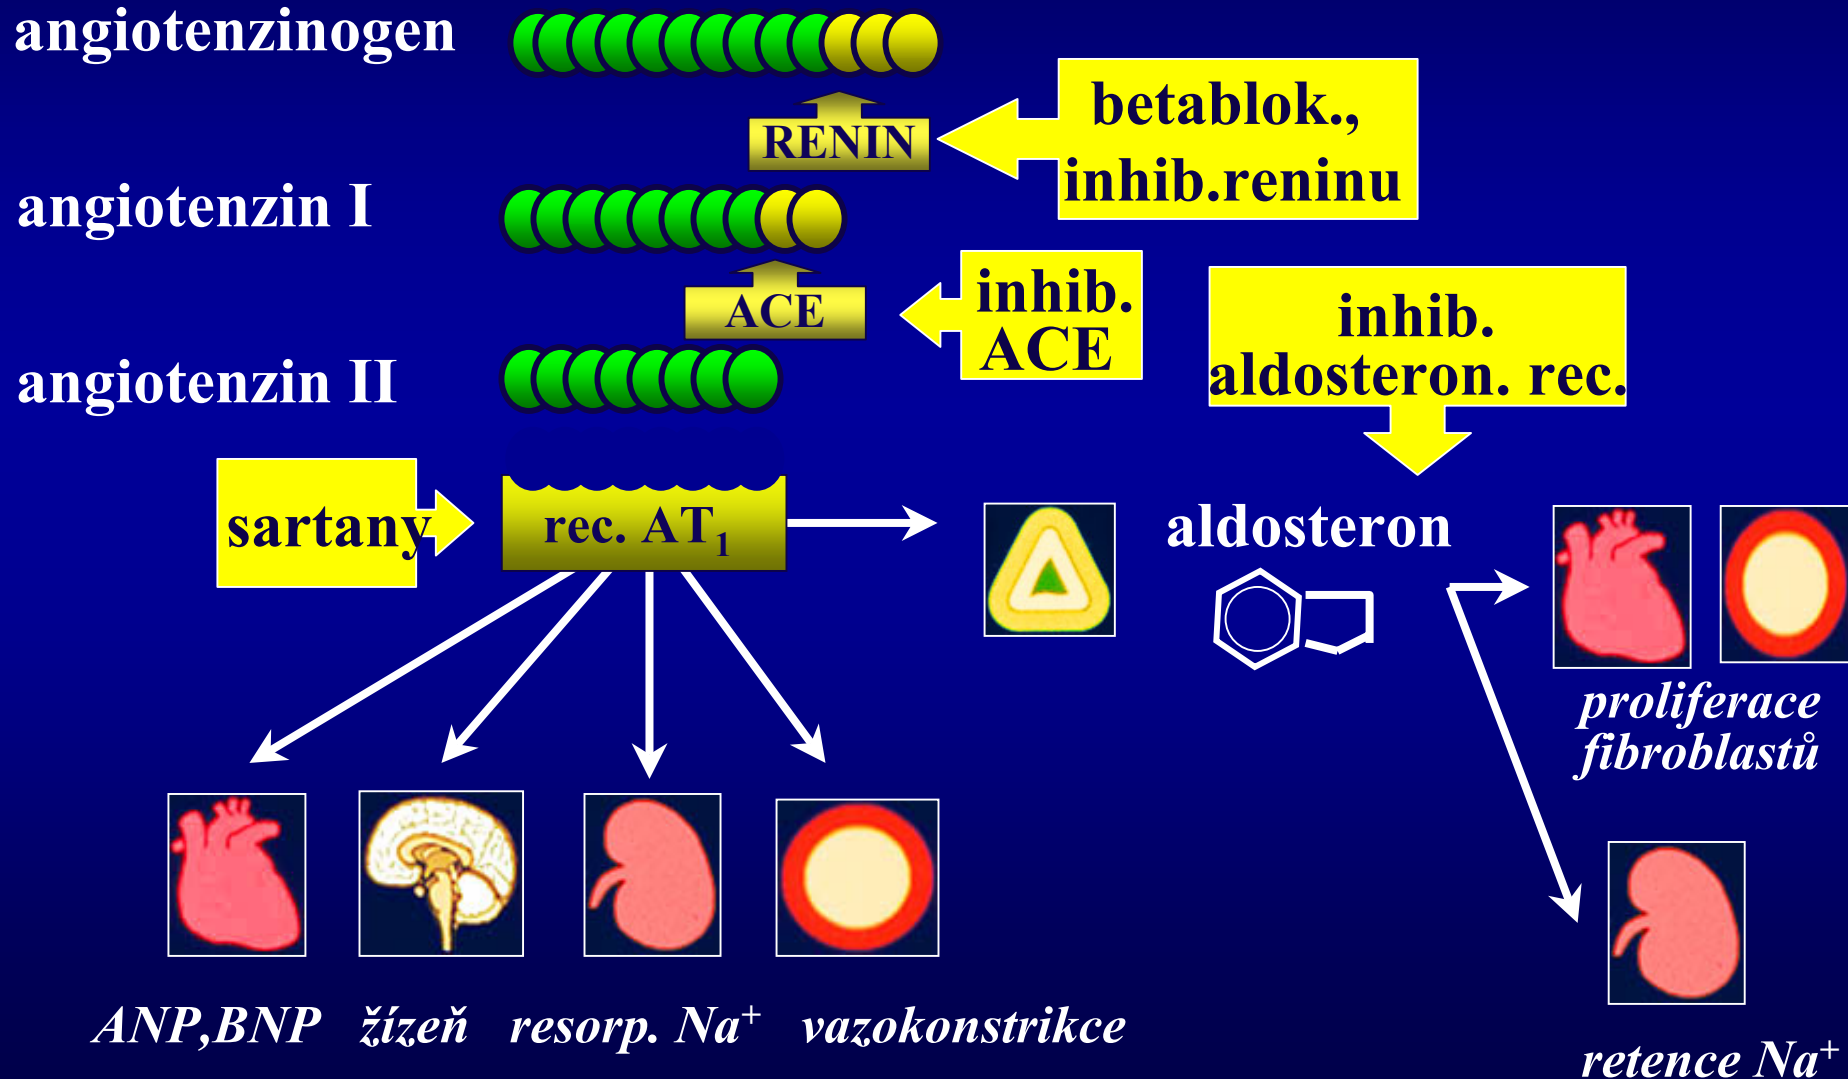 angiotenzinogen
RENIN
betablok.,
inhib.reninu
angiotenzin I
ACE
inhib.
ACE
inhib.
aldosteron. rec.
angiotenzin II
sartany
rec. AT₁
aldosteron
proliferace
fibroblastů
ANP,BNP
žízeň
resorp. Na⁺
vazokonstrikce
retence Na⁺